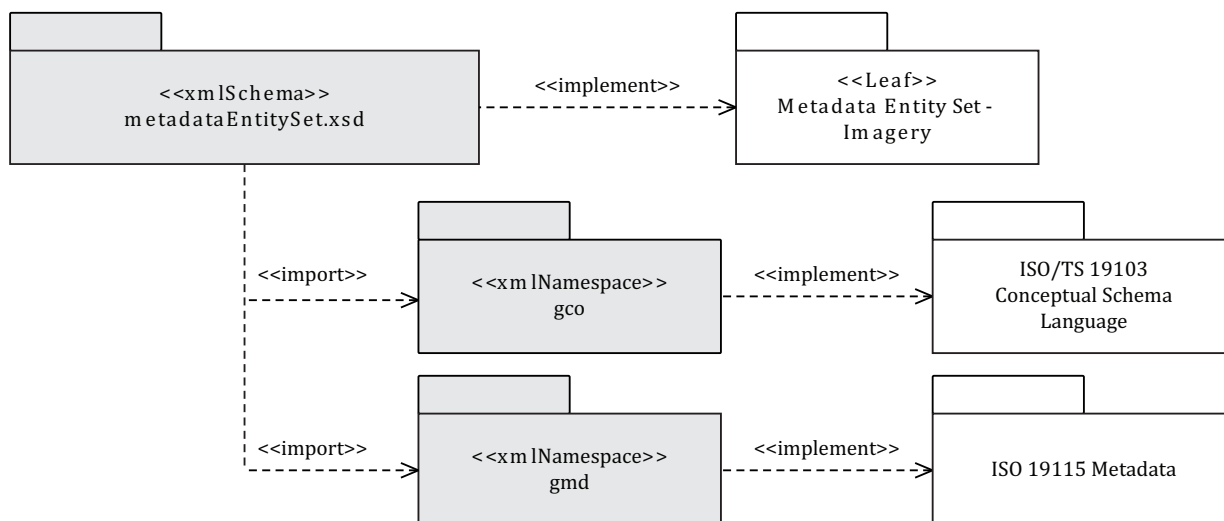 <<xmlSchema>>
metadataEntitySet.xsd
<<implement>>
<<Leaf>>
Metadata Entity Set -
Imagery
<<import>>
<<xmlNamespace>>
gco
<<implement>>
ISO/TS 19103
Conceptual Schema
Language
<<import>>
<<xmlNamespace>>
gmd
<<implement>>
ISO 19115 Metadata